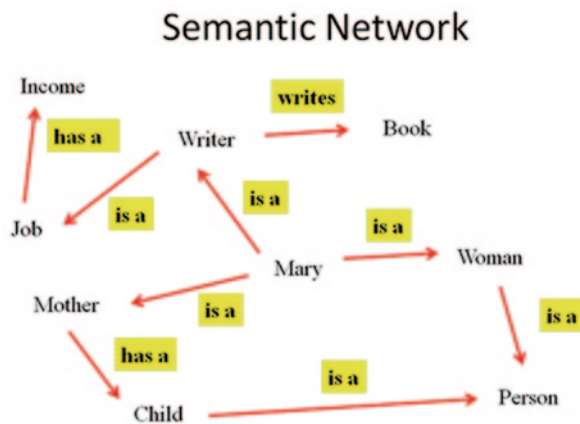 Semantic Network
Income
writes
has a
Writer
Book
is a
is a
is a
Job
Mary
Woman
Mother
is a
is a
has a
is a
Child
Person